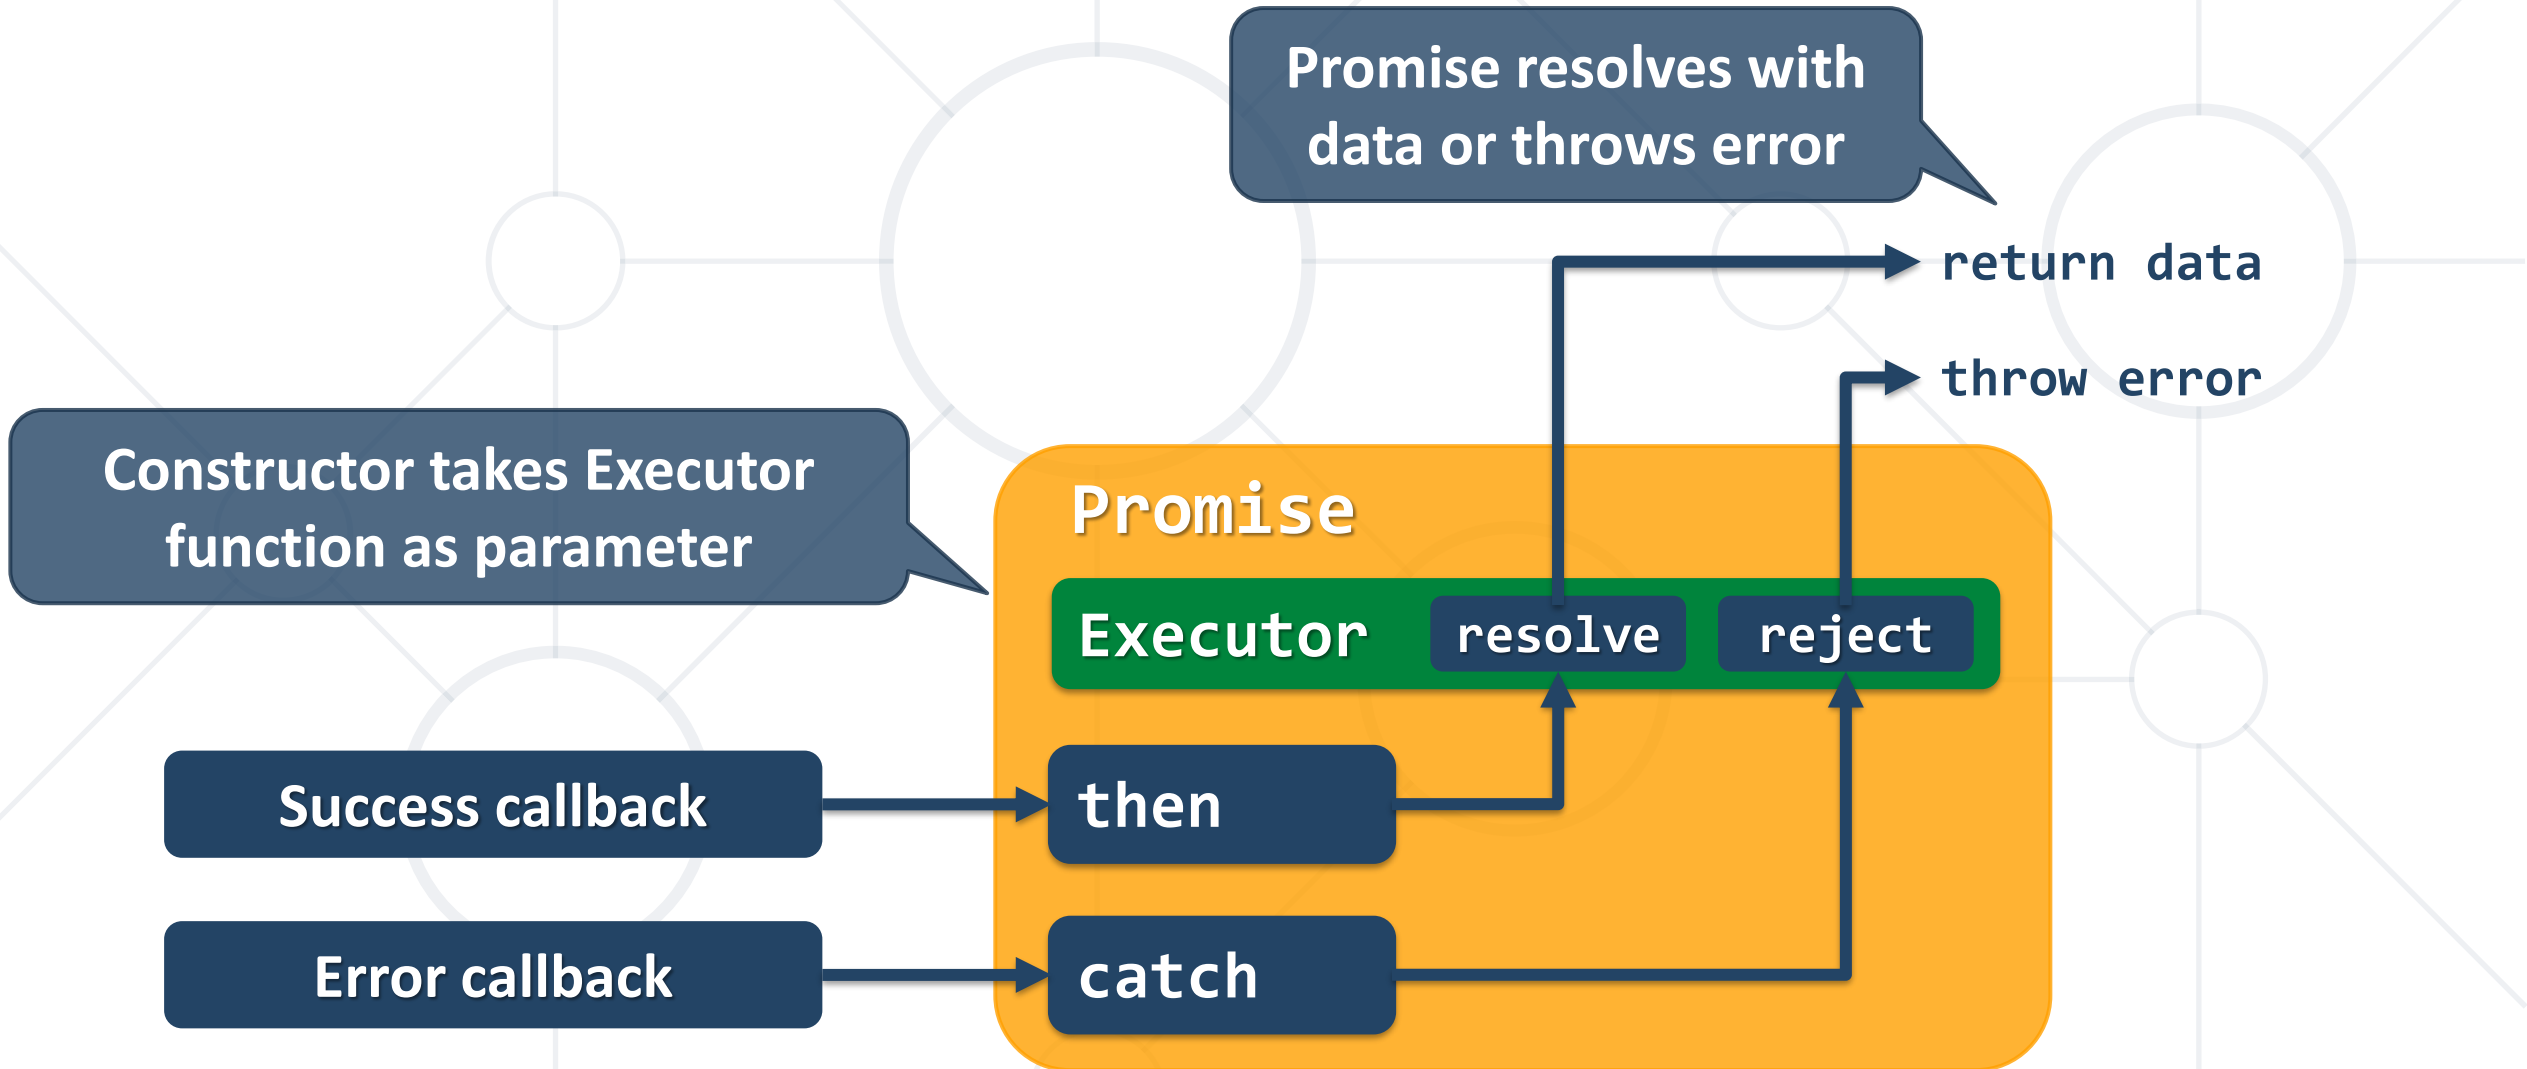 Promise resolves with
data or throws error
return data
throw error
Constructor takes Executor
function as parameter
Promise
Executor
resolve
reject
Success callback
then
Error callback
catch